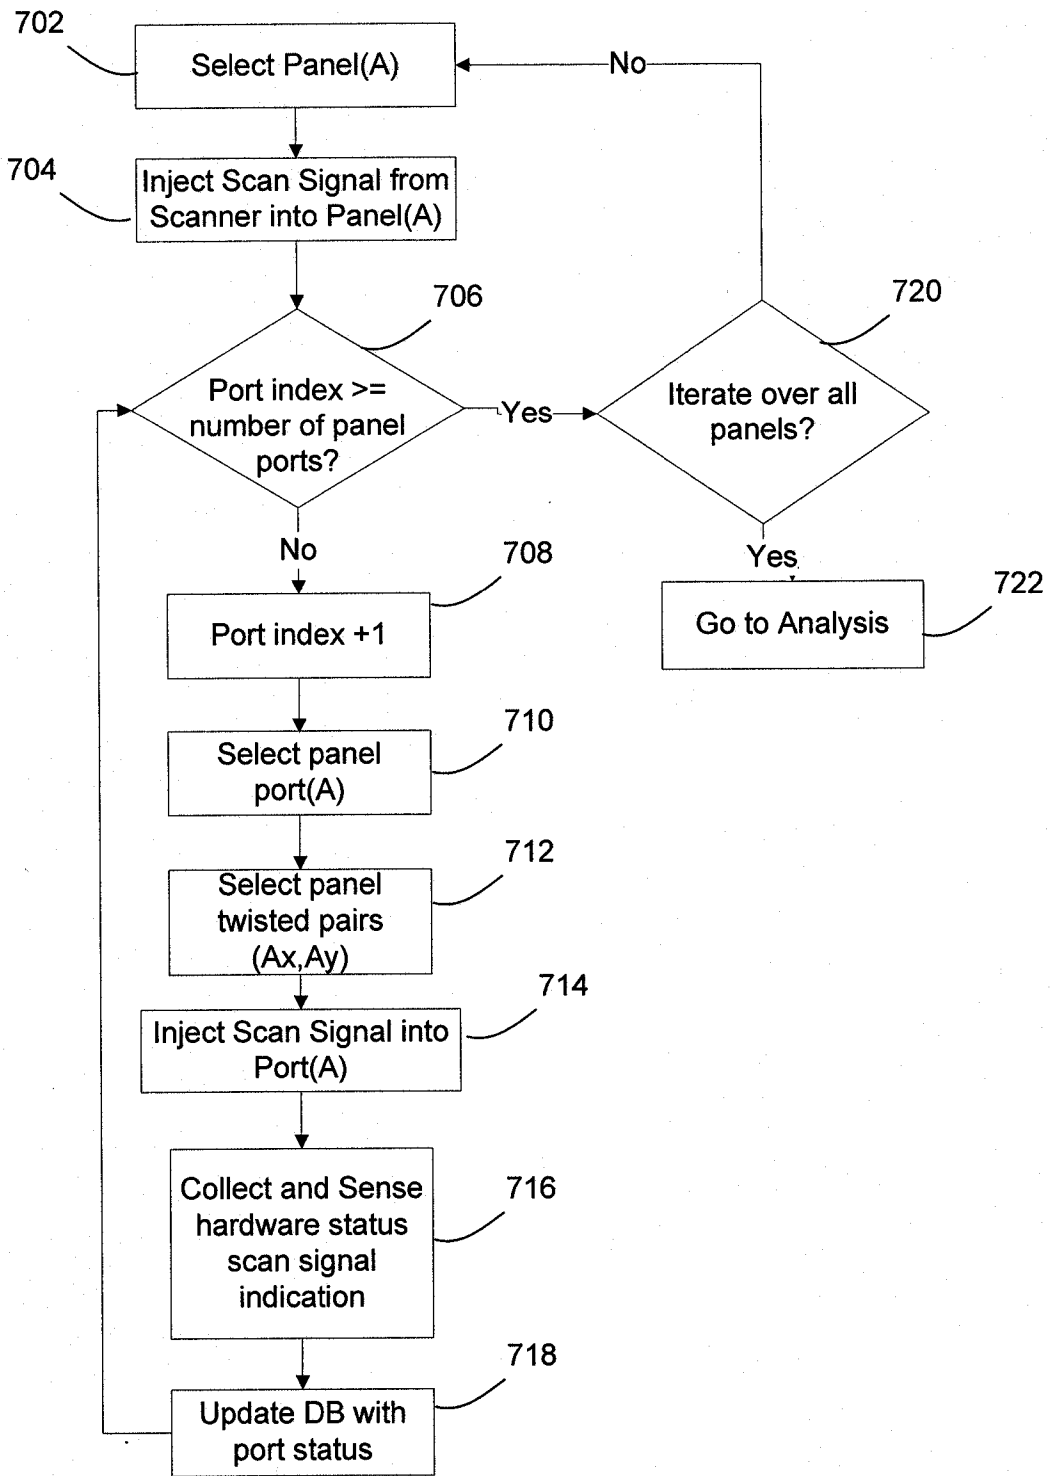 702
Select Panel(A)
No
704
Inject Scan Signal from
Scanner into Panel(A)
706
720
Port index >=
number of panel
ports?
Yes
Iterate over all
panels?
No
Yes
708
722
Port index +1
Go to Analysis
710
Select panel
port(A)
712
Select panel
twisted pairs
(Ax,Ay)
714
Inject Scan Signal into
Port(A)
716
Collect and Sense
hardware status
scan signal
indication
718
Update DB with
port status